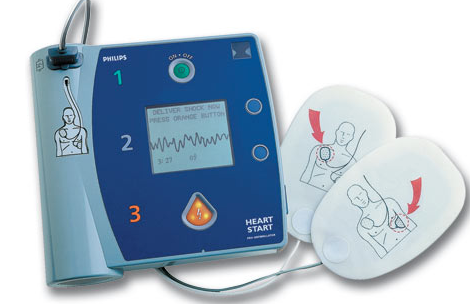 PHILIPS
ON • OFF
1
DELIVER SHOCK NOW
PRESS ORANGE BUTTON
2
3
HEART
START